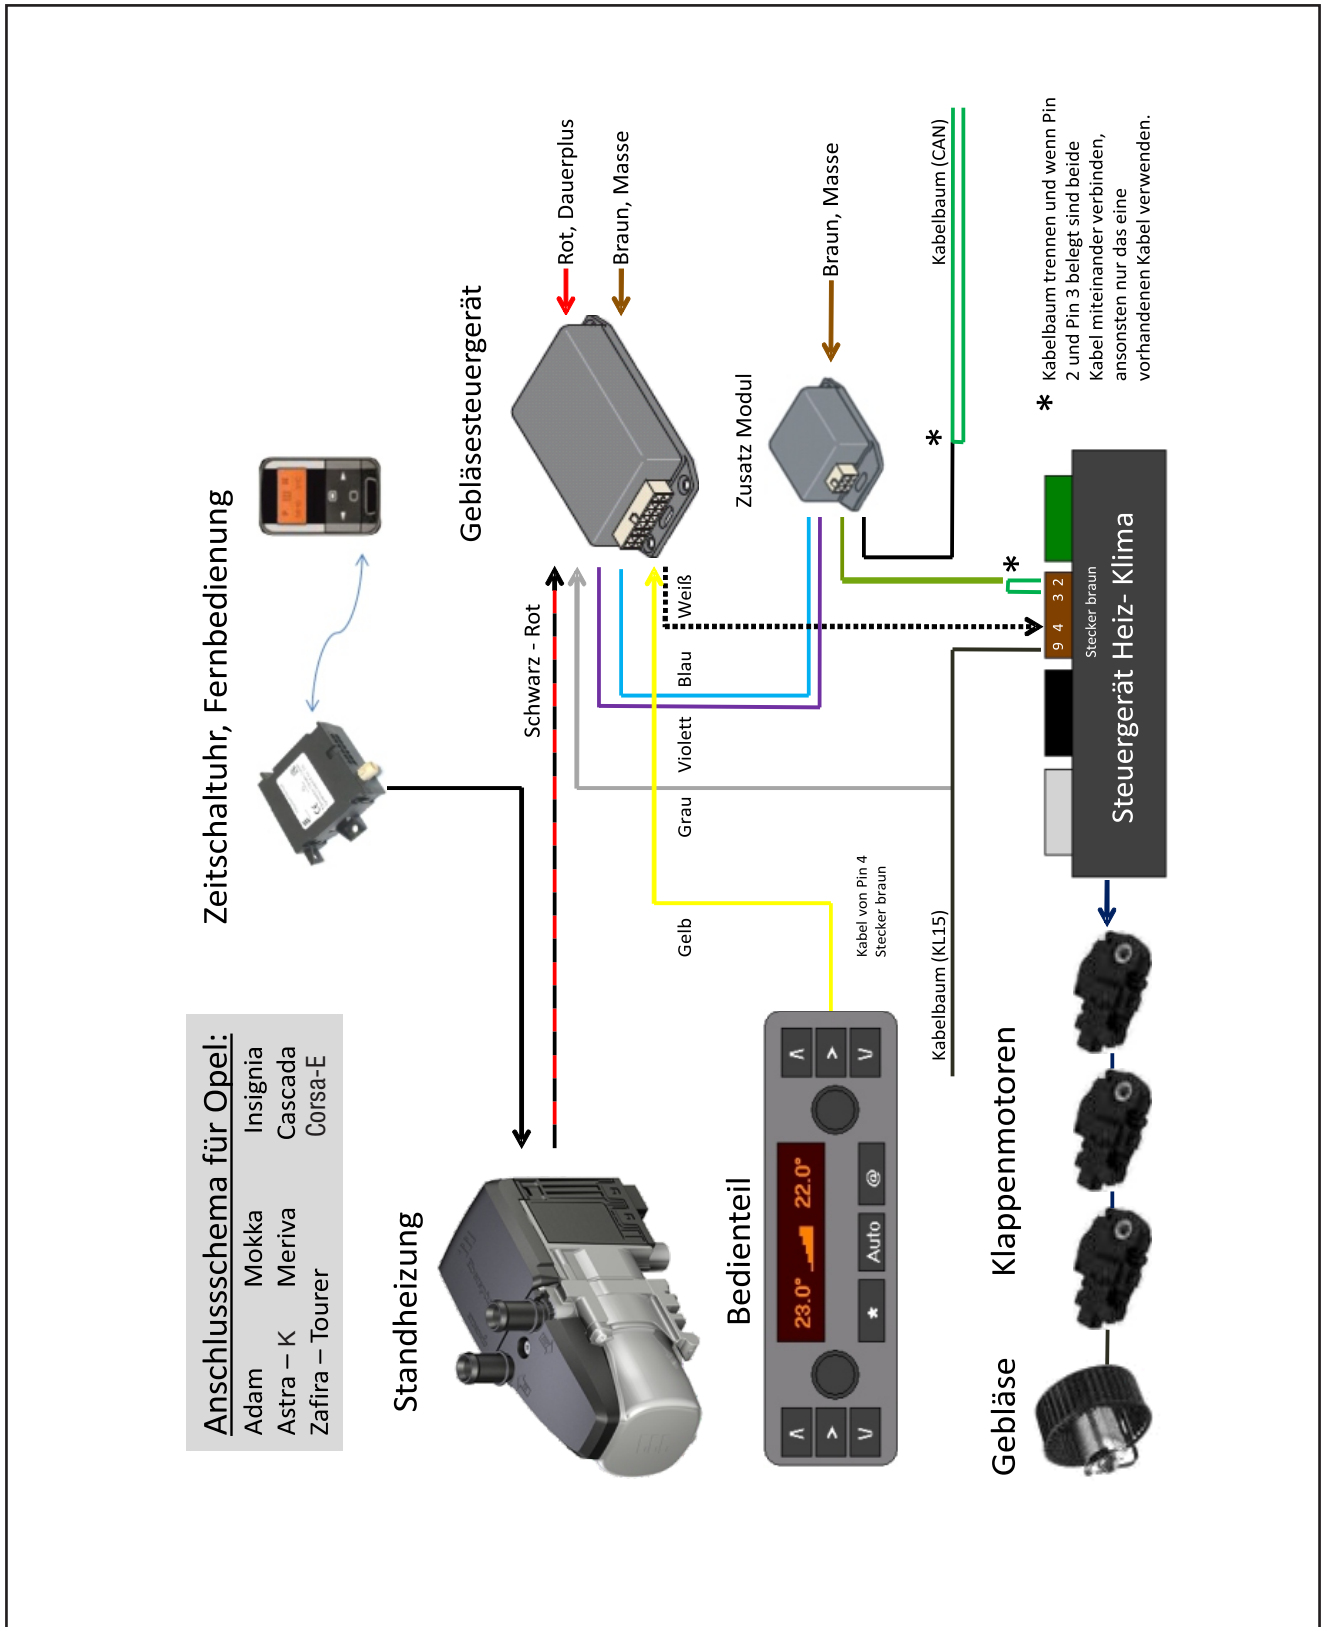 Anschlussschema für Opel:
Adam Mokka Insignia
Astra – K Meriva Cascada
Zafira – Tourer Corsa-E
Zeitschaltuhr, Fernbedienung
Standheizung
Gebläsesteuergerät
Schwarz - Rot
Rot, Dauerplus
Braun, Masse
Gelb Grau Violett Blau Weiß
Bedienteil
23.0° 22.0°
* Auto @
Kabel von Pin 4
Stecker braun
Zusatz Modul
Braun, Masse
Kabelbaum (KL15)
Kabelbaum (CAN)
*
*
Gebläse
Klappenmotoren
9 4 3 2
Stecker braun
Steuergerät Heiz- Klima
* Kabelbaum trennen und wenn Pin
2 und Pin 3 belegt sind beide
Kabel miteinander verbinden,
ansonsten nur das eine
vorhandenen Kabel verwenden.